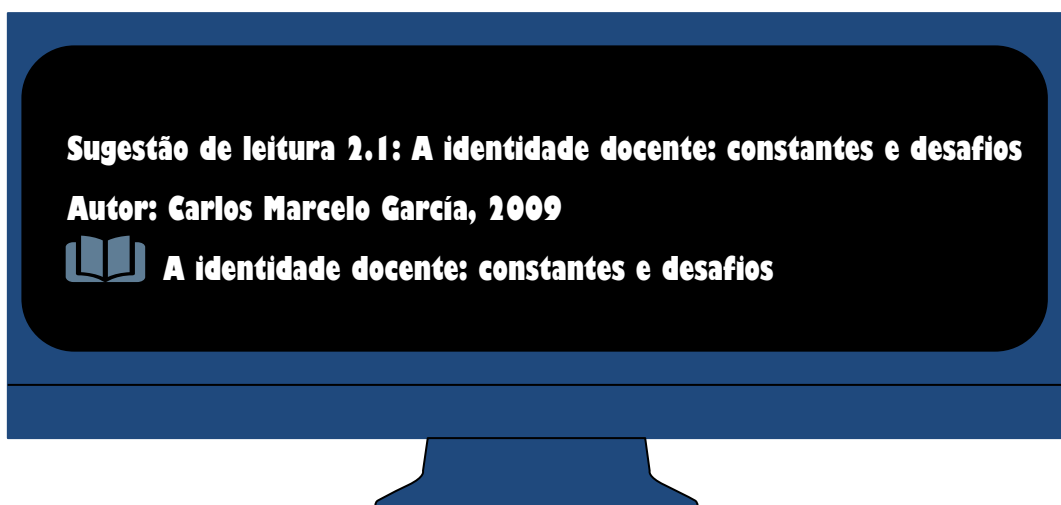 Sugestão de leitura 2.1: A identidade docente: constantes e desafios
Autor: Carlos Marcelo García, 2009
A identidade docente: constantes e desafios